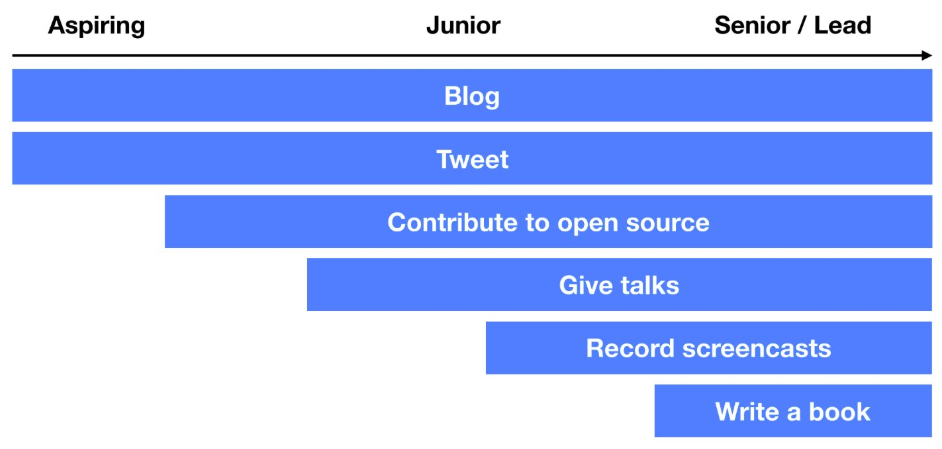 Aspiring Junior Senior / Lead
Blog
Tweet
Contribute to open source
Give talks
Record screencasts
Write a book